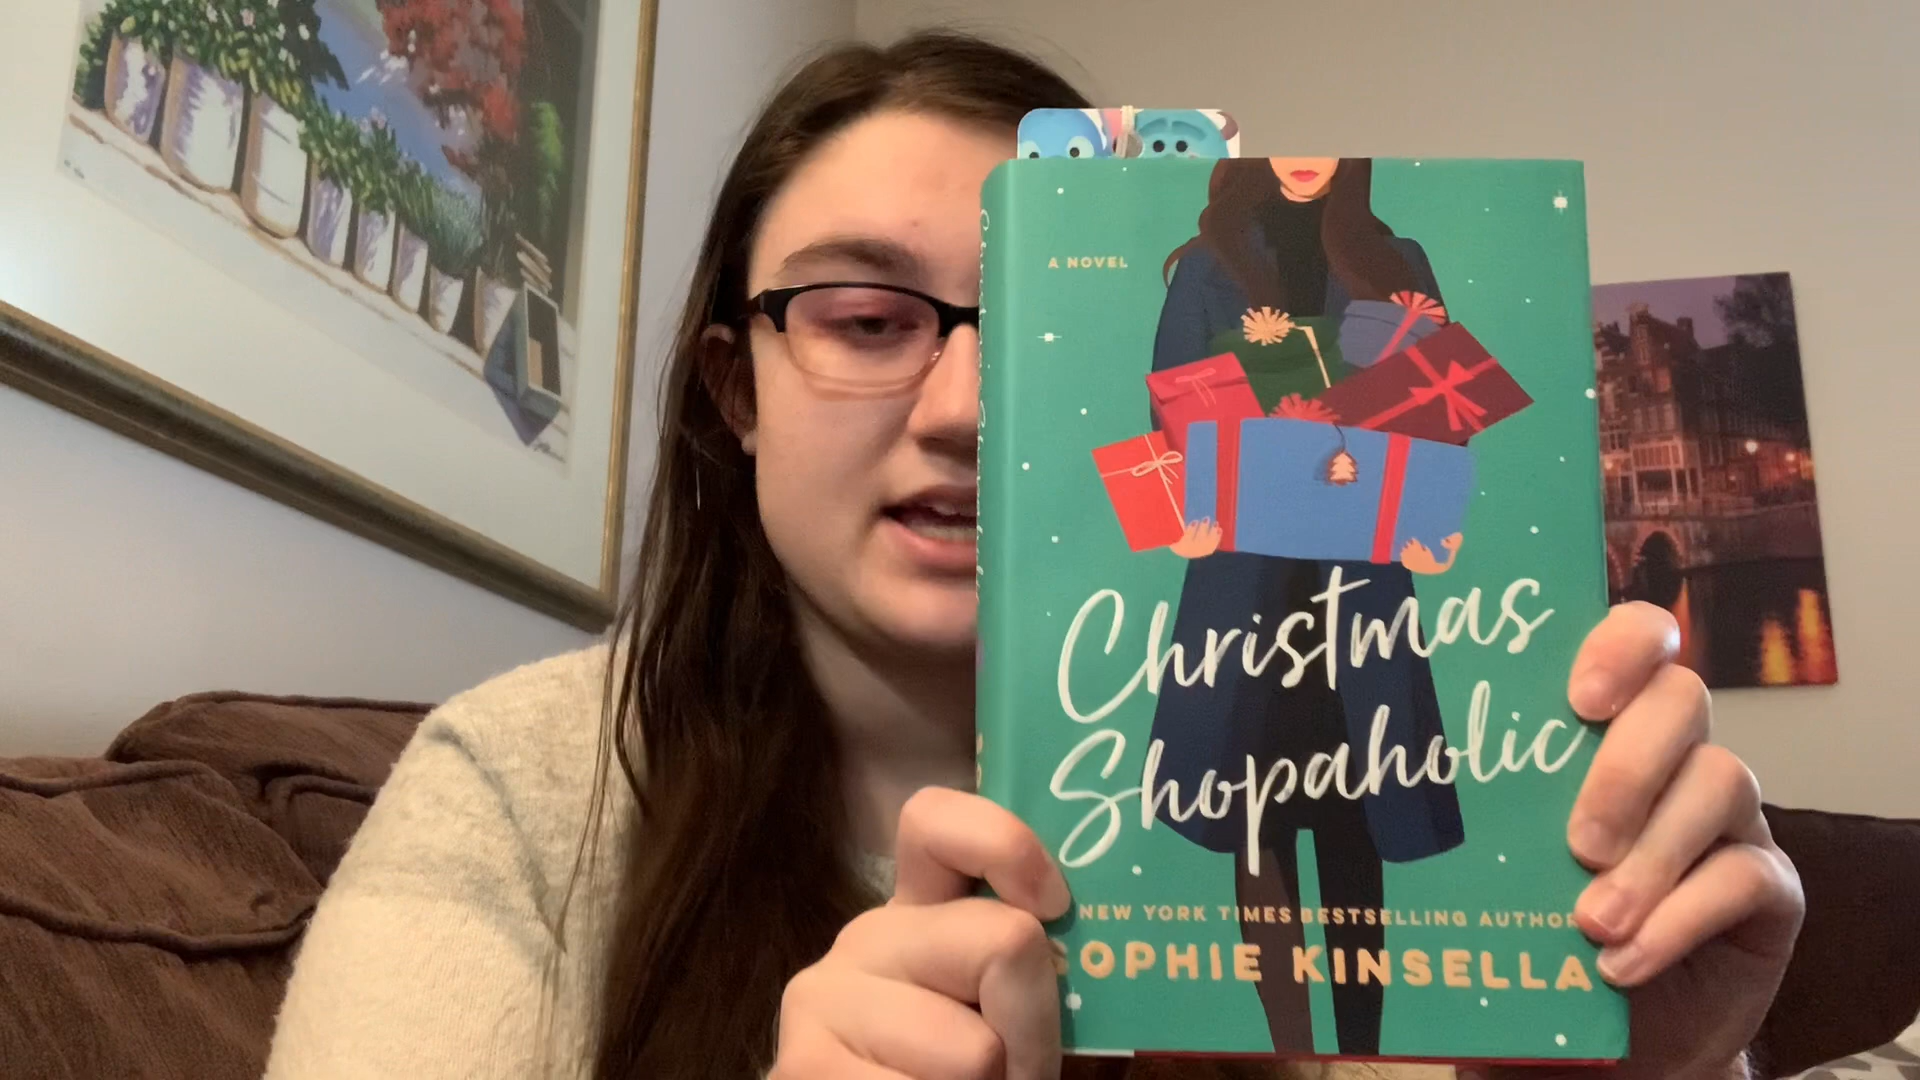 A NOVEL
Christmas
Shopaholic
NEW YORK TIMES BESTSELLING AUTHOR
SOPHIE KINSELLA